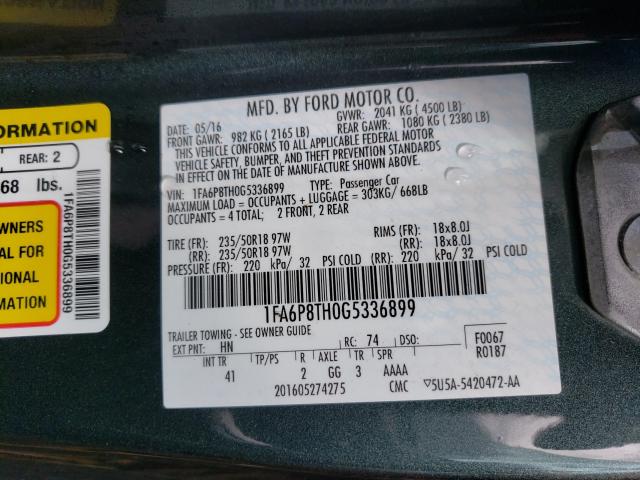 MFD. BY FORD MOTOR CO.
DATE: 05/16 GVWR: 2041 KG ( 4500 LB)
FRONT GAWR: 982 KG ( 2165 LB) REAR GAWR: 1080 KG ( 2380 LB)
THIS VEHICLE CONFORMS TO ALL APPLICABLE FEDERAL MOTOR
VEHICLE SAFETY, BUMPER, AND THEFT PREVENTION STANDARDS
IN EFFECT ON THE DATE OF MANUFACTURE SHOWN ABOVE.
VIN: 1FA6P8TH0G5336899 TYPE: Passenger Car
MAXIMUM LOAD = OCCUPANTS + LUGGAGE = 303KG/ 668LB
OCCUPANTS = 4 TOTAL; 2 FRONT, 2 REAR
TIRE (FR): 235/50R18 97W RIMS (FR): 18x8.0J
(RR): 235/50R18 97W (RR): 18x8.0J
PRESSURE (FR): 220 kPa/ 32 PSI COLD (RR): 220 kPa/ 32 PSI COLD
1FA6P8TH0G5336899
TRAILER TOWING - SEE OWNER GUIDE
EXT PNT: HN RC: 74 DSO: F0067
INT TR TP/PS R AXLE TR SPR R0187
41 2 GG 3 AAAA
201605274275 CMC ▽5U5A-5420472-AA
FORMATION
REAR: 2
68 lbs.
WNERS
AL FOR
IONAL
ION
1FA6P8TH0G5336899